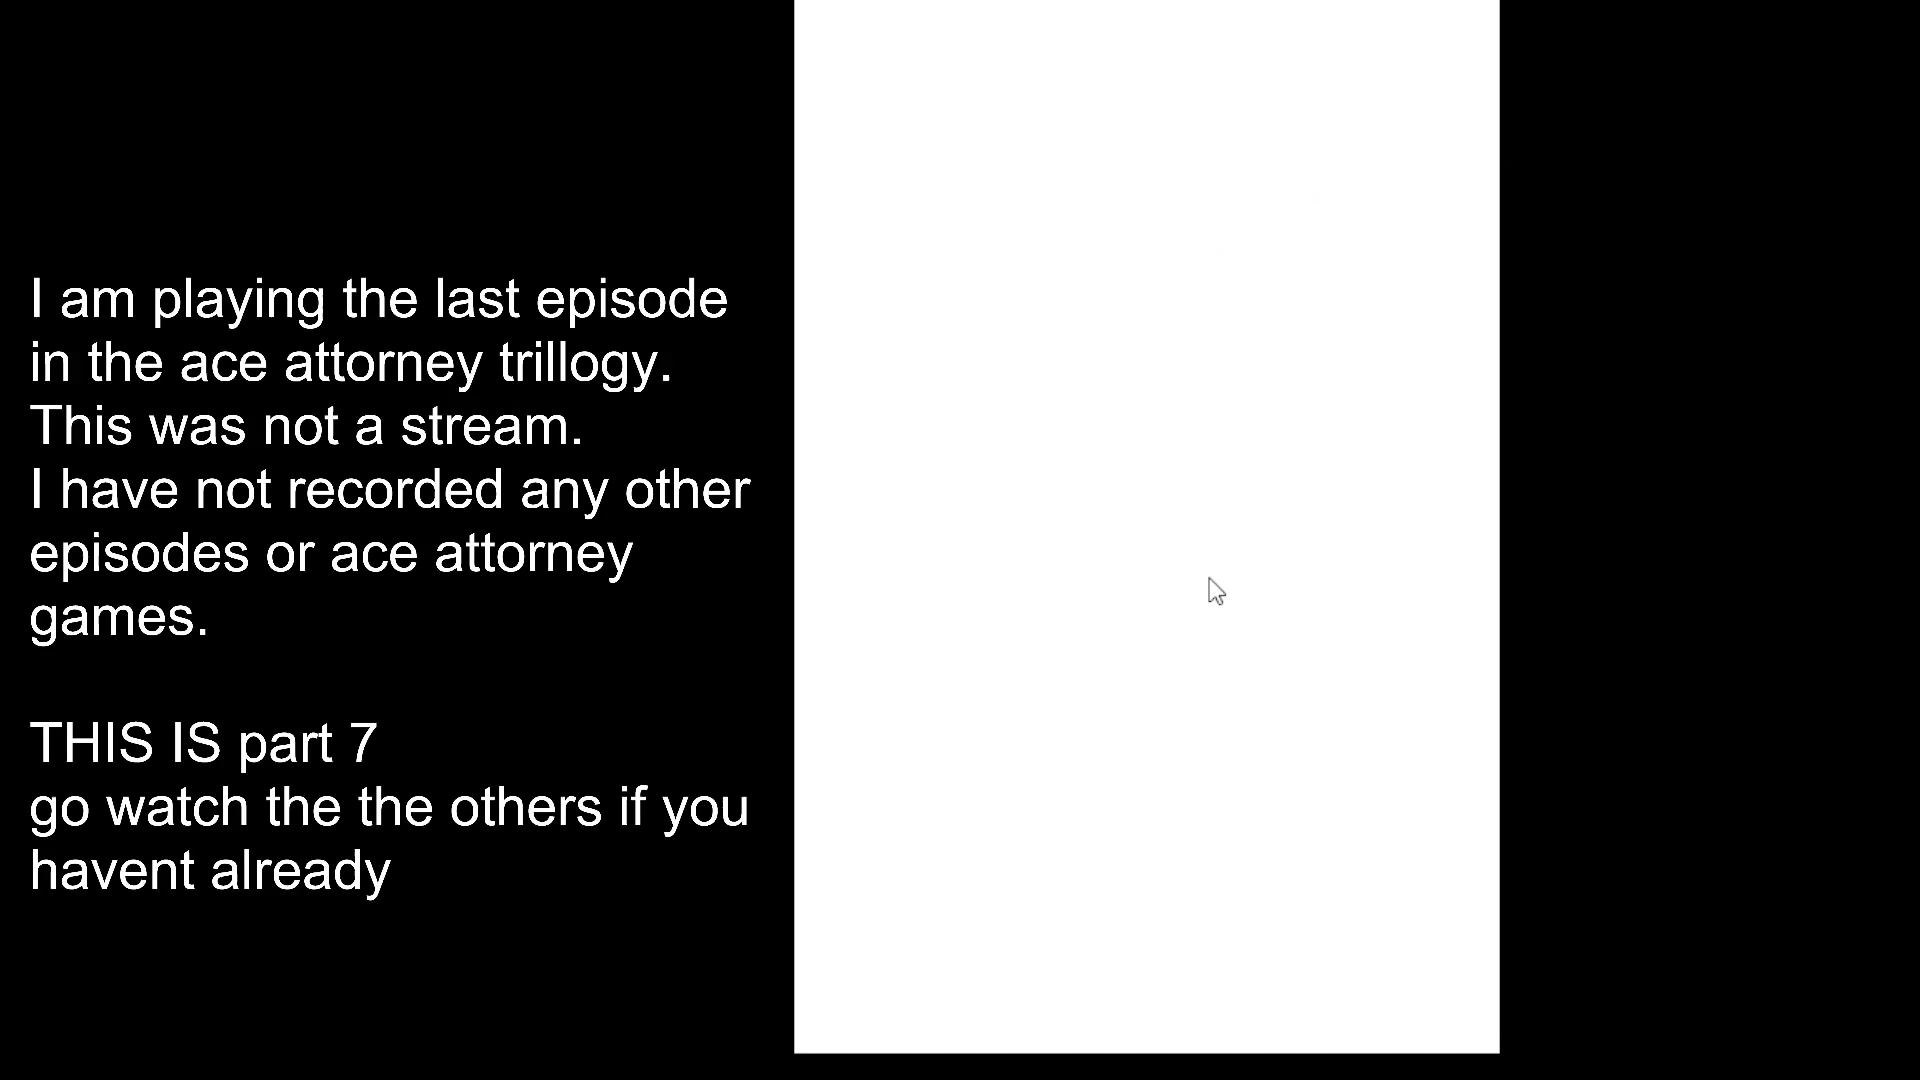 I am playing the last episode
in the ace attorney trillogy.
This was not a stream.
I have not recorded any other
episodes or ace attorney
games.
THIS IS part 7
go watch the the others if you
havent already